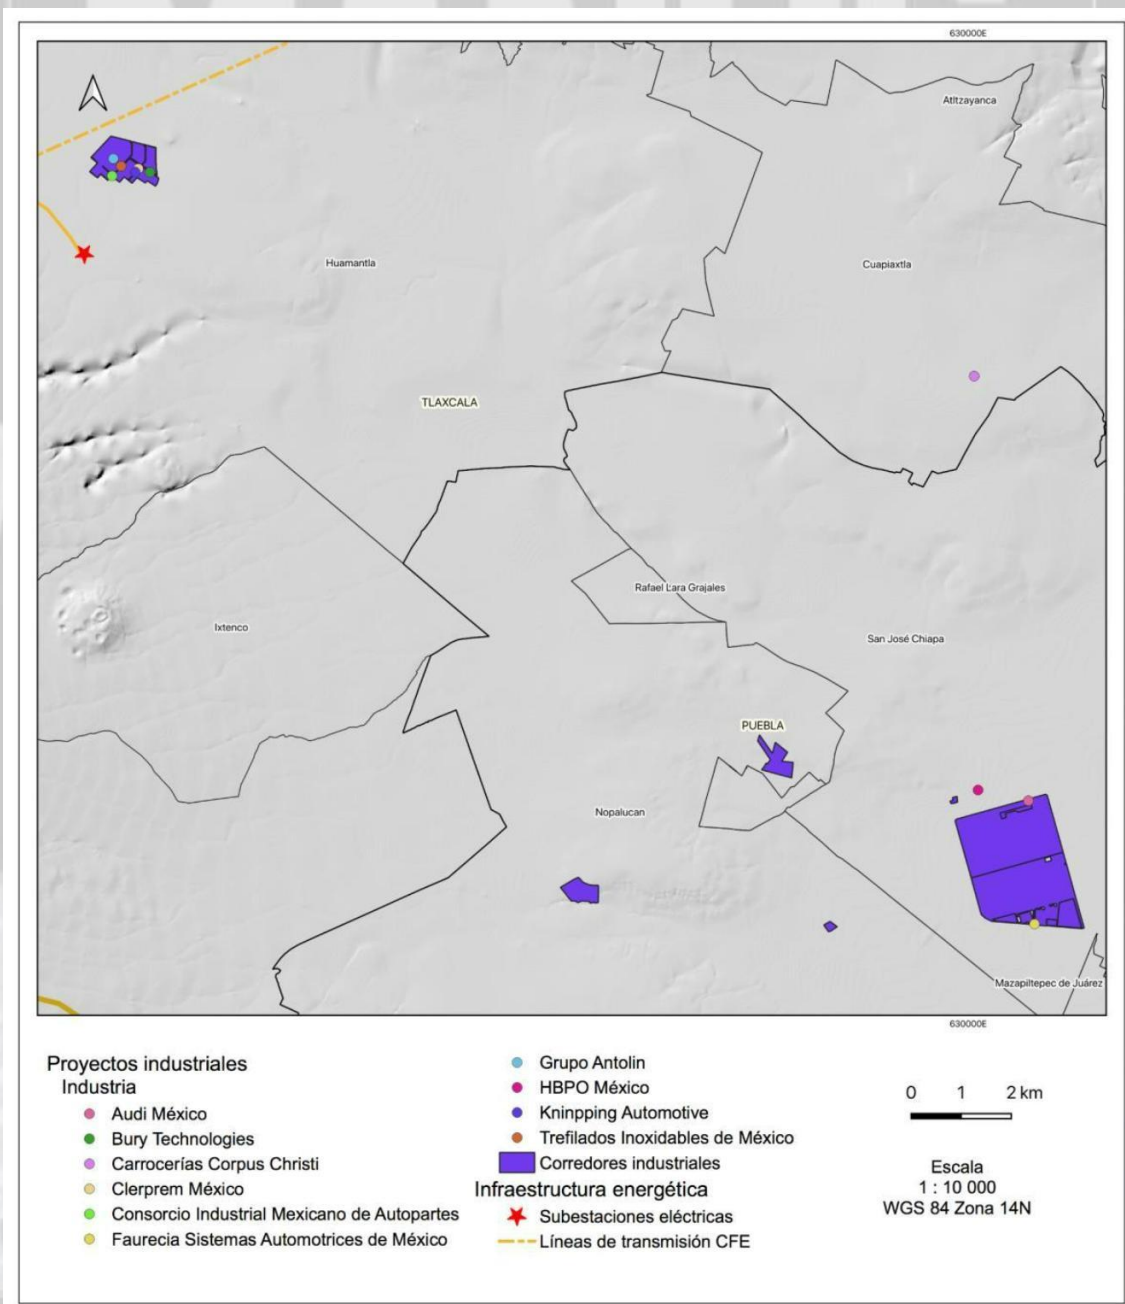 630000E
Atltzayanca
Huamantla
Cuapiaxtla
TLAXCALA
Rafael Lara Grajales
Ixtenco
San José Chiapa
PUEBLA
Nopalucan
Mazapiltepec de Juárez
630000E
Proyectos industriales
Industria
Audi México
Bury Technologies
Carrocerías Corpus Christi
Clerprem México
Consorcio Industrial Mexicano de Autopartes
Faurecia Sistemas Automotrices de México
Grupo Antolin
HBPO México
Kninpping Automotive
Trefilados Inoxidables de México
Corredores industriales
Infraestructura energética
Subestaciones eléctricas
Líneas de transmisión CFE
0 1 2 km
Escala
1 : 10 000
WGS 84 Zona 14N